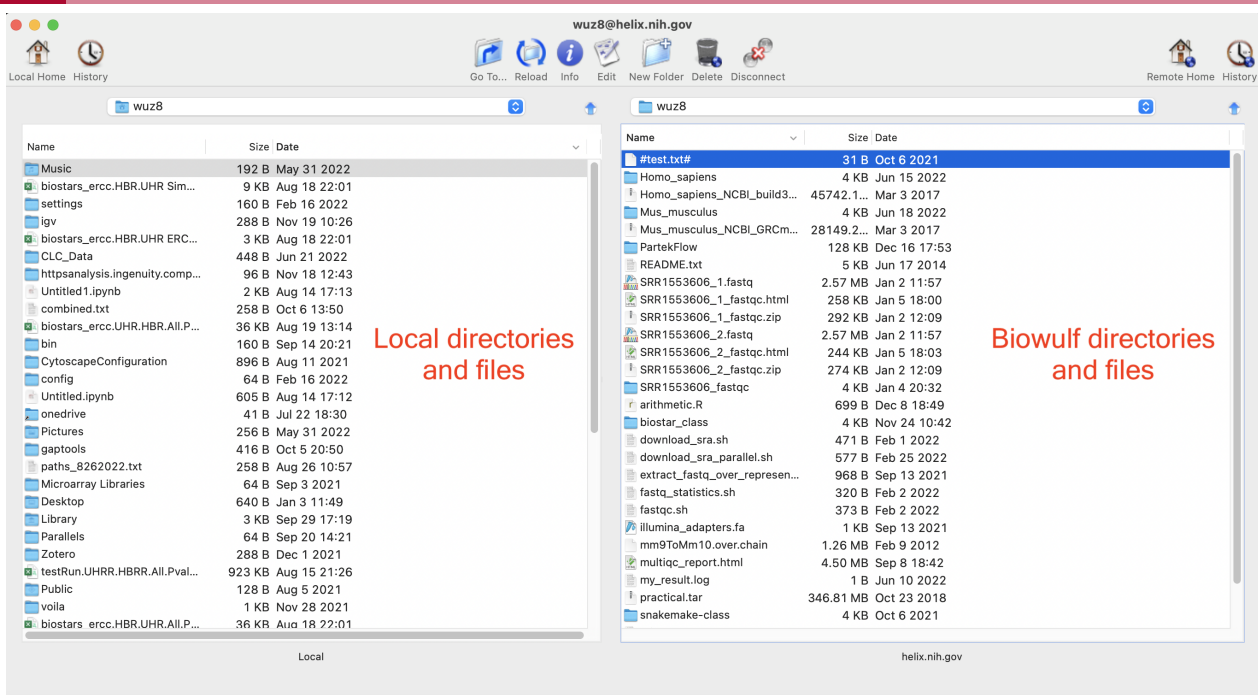 wuz8@helix.nih.gov
Local Home History Go To... Reload Info Edit New Folder Delete Disconnect Remote Home History
wuz8
Name Size Date
Music 192 B May 31 2022
biostars_ercc.HBR.UHR Sim... 9 KB Aug 18 22:01
settings 160 B Feb 16 2022
igv 288 B Nov 19 10:26
biostars_ercc.HBR.UHR ERC... 3 KB Aug 18 22:01
CLC_Data 448 B Jun 21 2022
httpsanalysis.ingenuity.comp... 96 B Nov 18 12:43
Untitled1.ipynb 2 KB Aug 14 17:13
combined.txt 258 B Oct 6 13:50
biostars_ercc.UHR.HBR.All.P... 36 KB Aug 19 13:14
bin 160 B Sep 14 20:21
CytoscapeConfiguration 896 B Aug 11 2021
config 64 B Feb 16 2022
Untitled.ipynb 605 B Aug 14 17:12
onedrive 41 B Jul 22 18:30
Pictures 256 B May 31 2022
gaptools 416 B Oct 5 20:50
paths_8262022.txt 258 B Aug 26 10:57
Microarray Libraries 64 B Sep 3 2021
Desktop 640 B Jan 3 11:49
Library 3 KB Sep 29 17:19
Parallels 64 B Sep 20 14:21
Zotero 288 B Dec 1 2021
testRun.UHRR.HBRR.All.Pval... 923 KB Aug 15 21:26
Public 128 B Aug 5 2021
voila 1 KB Nov 28 2021
biostars_ercc.HBR.UHR.All.P... 36 KB Aug 18 22:01
Local directories
and files
Local
wuz8
Name Size Date
#test.txt# 31 B Oct 6 2021
Homo_sapiens 4 KB Jun 15 2022
Homo_sapiens_NCBI_build3... 45742.1... Mar 3 2017
Mus_musculus 4 KB Jun 18 2022
Mus_musculus_NCBI_GRCm... 28149.2... Mar 3 2017
PartekFlow 128 KB Dec 16 17:53
README.txt 5 KB Jun 17 2014
SRR1553606_1.fastq 2.57 MB Jan 2 11:57
SRR1553606_1_fastqc.html 258 KB Jan 5 18:00
SRR1553606_1_fastqc.zip 292 KB Jan 2 12:09
SRR1553606_2.fastq 2.57 MB Jan 2 11:57
SRR1553606_2_fastqc.html 244 KB Jan 5 18:03
SRR1553606_2_fastqc.zip 274 KB Jan 2 12:09
SRR1553606_fastqc 4 KB Jan 4 20:32
arithmetic.R 699 B Dec 8 18:49
biostar_class 4 KB Nov 24 10:42
download_sra.sh 471 B Feb 1 2022
download_sra_parallel.sh 577 B Feb 25 2022
extract_fastq_over_represen... 968 B Sep 13 2021
fastq_statistics.sh 320 B Feb 2 2022
fastqc.sh 373 B Feb 2 2022
illumina_adapters.fa 1 KB Sep 13 2021
mm9ToMm10.over.chain 1.26 MB Feb 9 2012
multiqc_report.html 4.50 MB Sep 8 18:42
my_result.log 1 B Jun 10 2022
practical.tar 346.81 MB Oct 23 2018
snakemake-class 4 KB Oct 6 2021
Biowulf directories
and files
helix.nih.gov